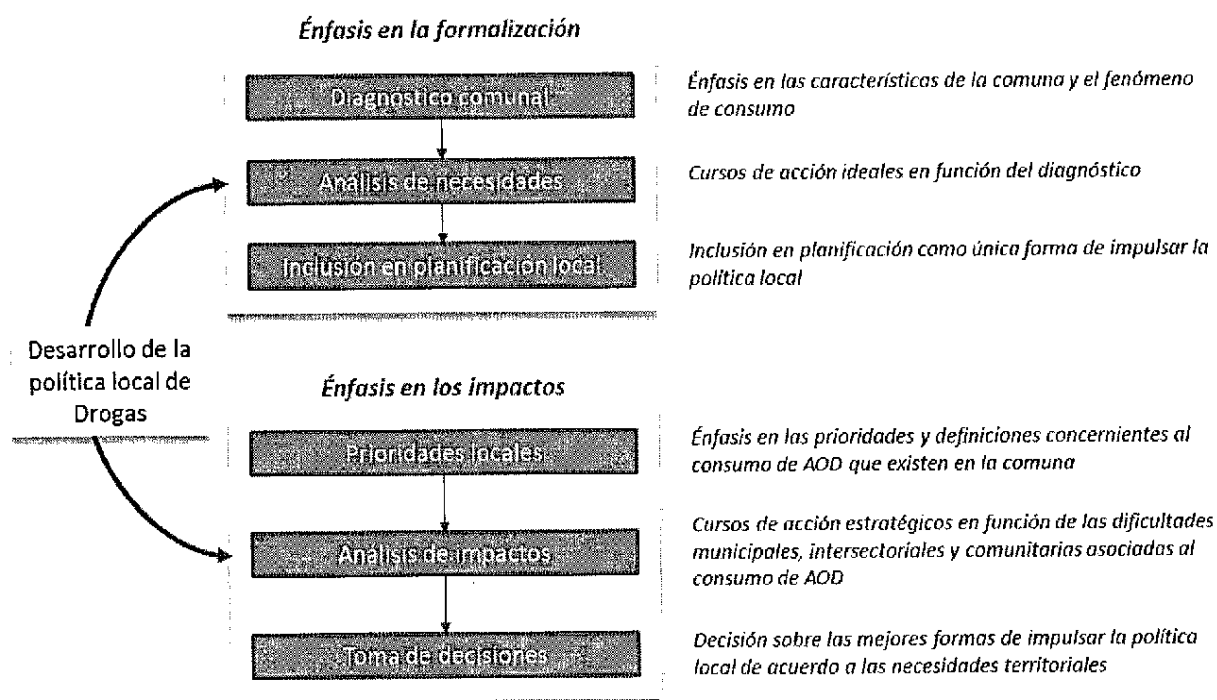 Énfasis en la formalización
Diagnostico comunal
Énfasis en las características de la comuna y el fenómeno
de consumo
Análisis de necesidades
Cursos de acción ideales en función del diagnóstico
Inclusión en planificación local
Inclusión en planificación como única forma de impulsar la
política local
Desarrollo de la
política local de
Drogas
Énfasis en los impactos
Prioridades locales
Énfasis en las prioridades y definiciones concernientes al
consumo de AOD que existen en la comuna
Análisis de impactos
Cursos de acción estratégicos en función de las dificultades
municipales, intersectoriales y comunitarias asociadas al
consumo de AOD
Toma de decisiones
Decisión sobre las mejores formas de impulsar la política
local de acuerdo a las necesidades territoriales